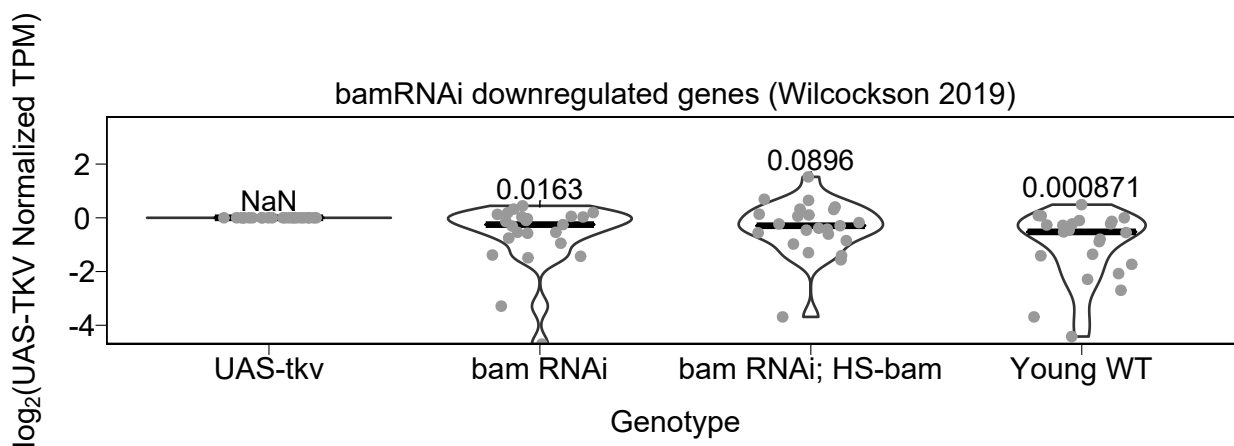 bamRNAi downregulated genes (Wilcockson 2019)
log₂(UAS-TKV Normalized TPM)
2
0
-2
-4
NaN
0.0163
0.0896
0.000871
UAS-tkv
bam RNAi
bam RNAi; HS-bam
Young WT
Genotype